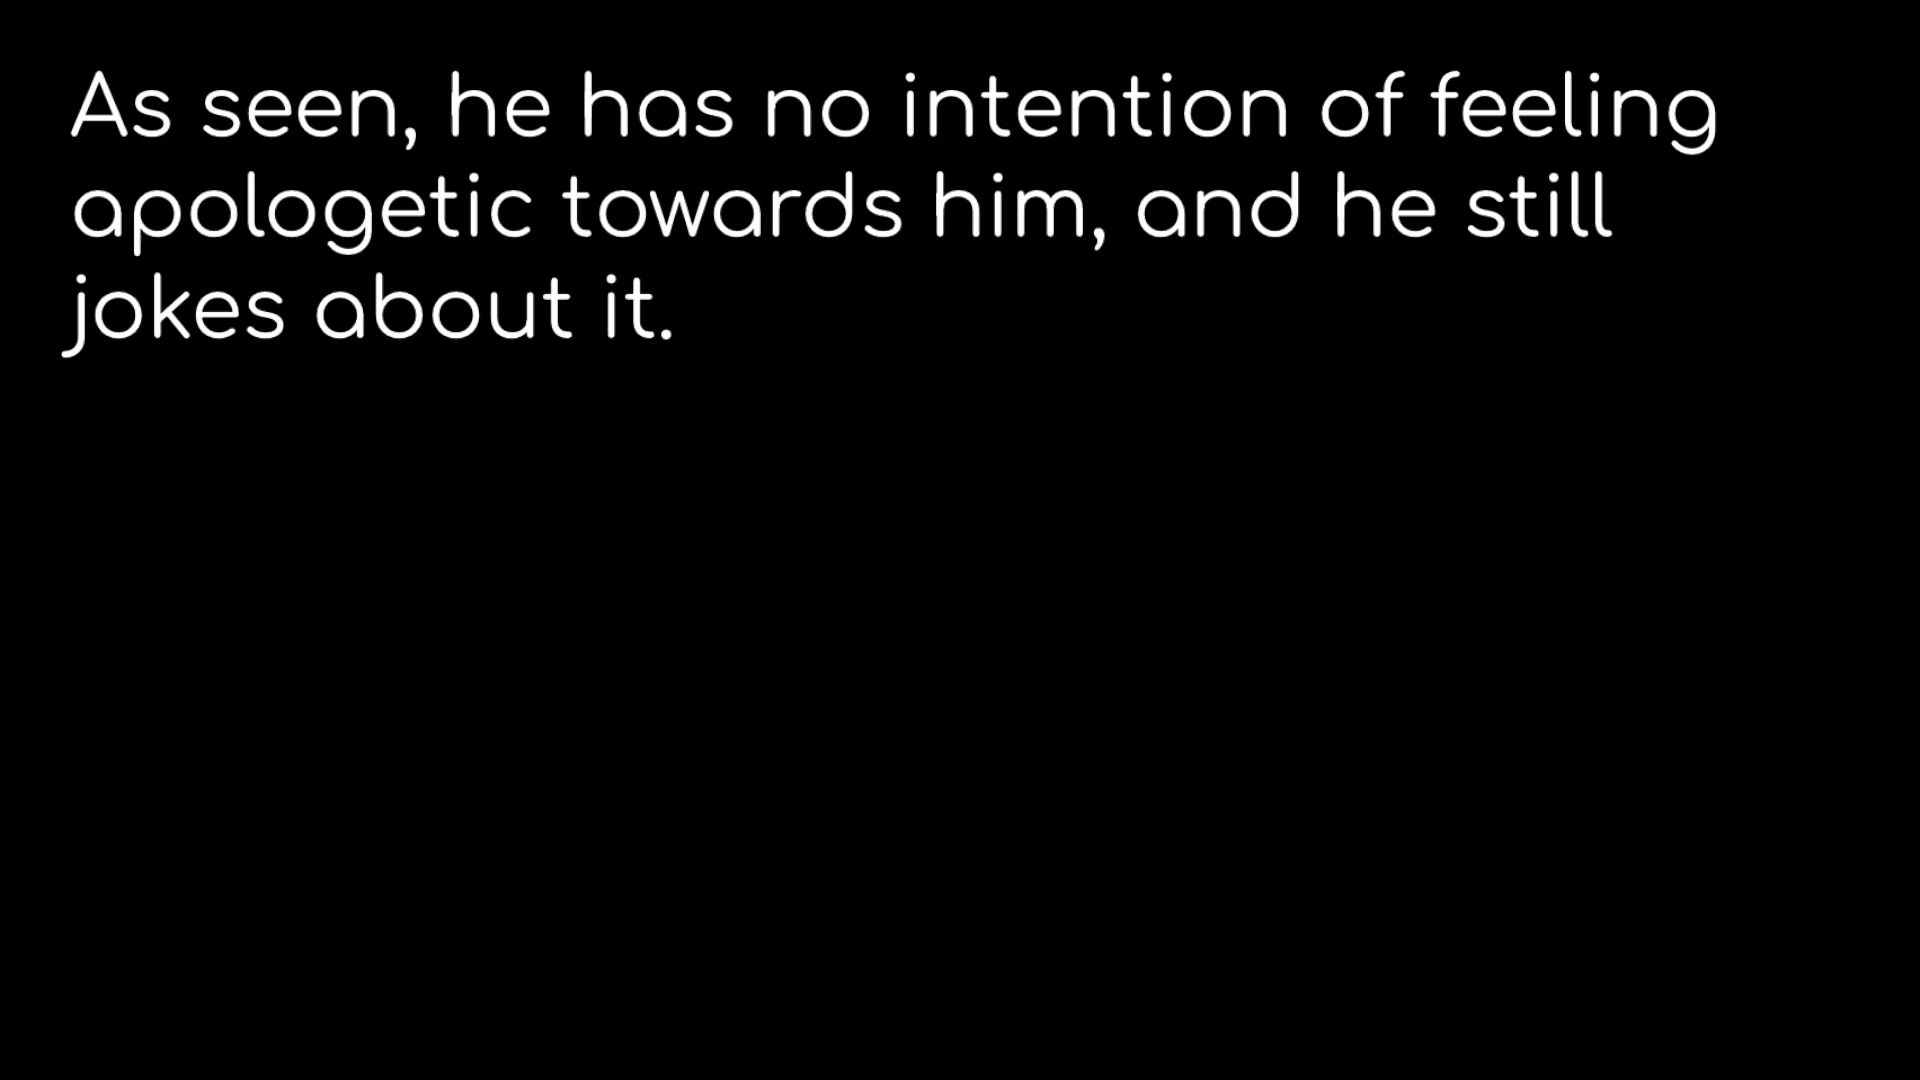 As seen, he has no intention of feeling
apologetic towards him, and he still
jokes about it.